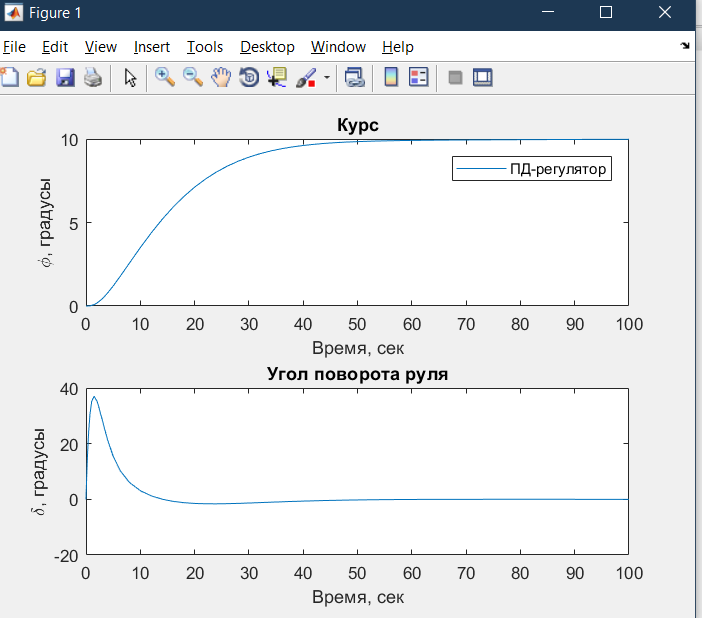 Figure 1
File Edit View Insert Tools Desktop Window Help
Курс
ПД-регулятор
10
5
0
ϕ, градусы
0 10 20 30 40 50 60 70 80 90 100
Время, сек
Угол поворота руля
40
20
0
-20
δ, градусы
0 10 20 30 40 50 60 70 80 90 100
Время, сек